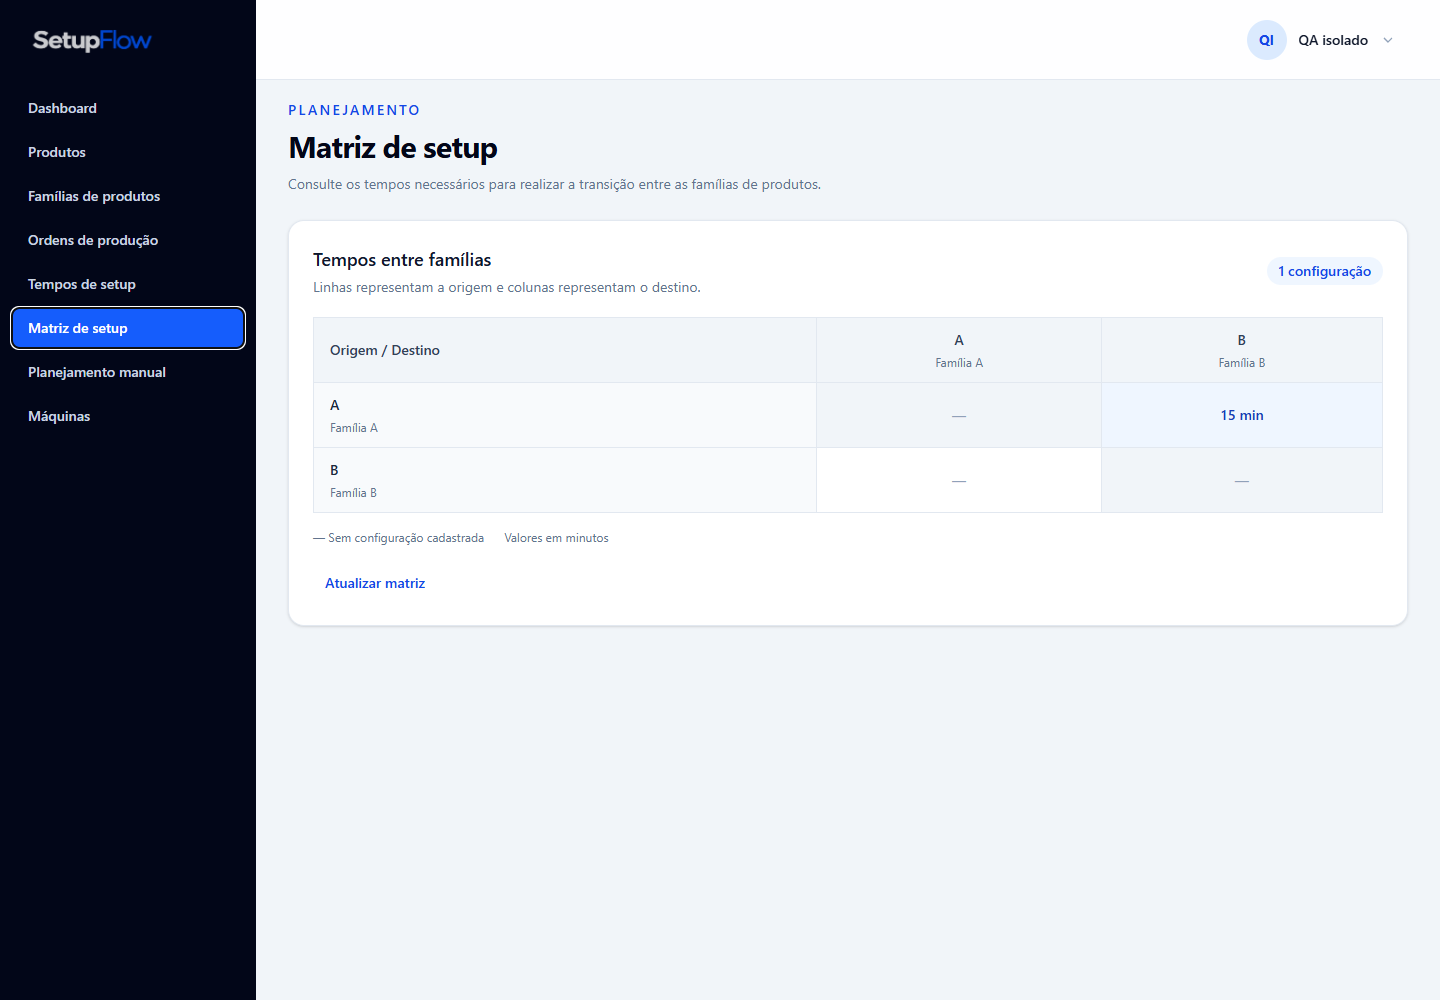 SetupFlow
QI QA isolado
Dashboard
Produtos
Famílias de produtos
Ordens de produção
Tempos de setup
Matriz de setup
Planejamento manual
Máquinas
PLANEJAMENTO
Matriz de setup
Consulte os tempos necessários para realizar a transição entre as famílias de produtos.
Tempos entre famílias
Linhas representam a origem e colunas representam o destino.
1 configuração
Origem / Destino
A
Família A
B
Família B
A
Família A
—
15 min
B
Família B
—
—
— Sem configuração cadastrada Valores em minutos
Atualizar matriz